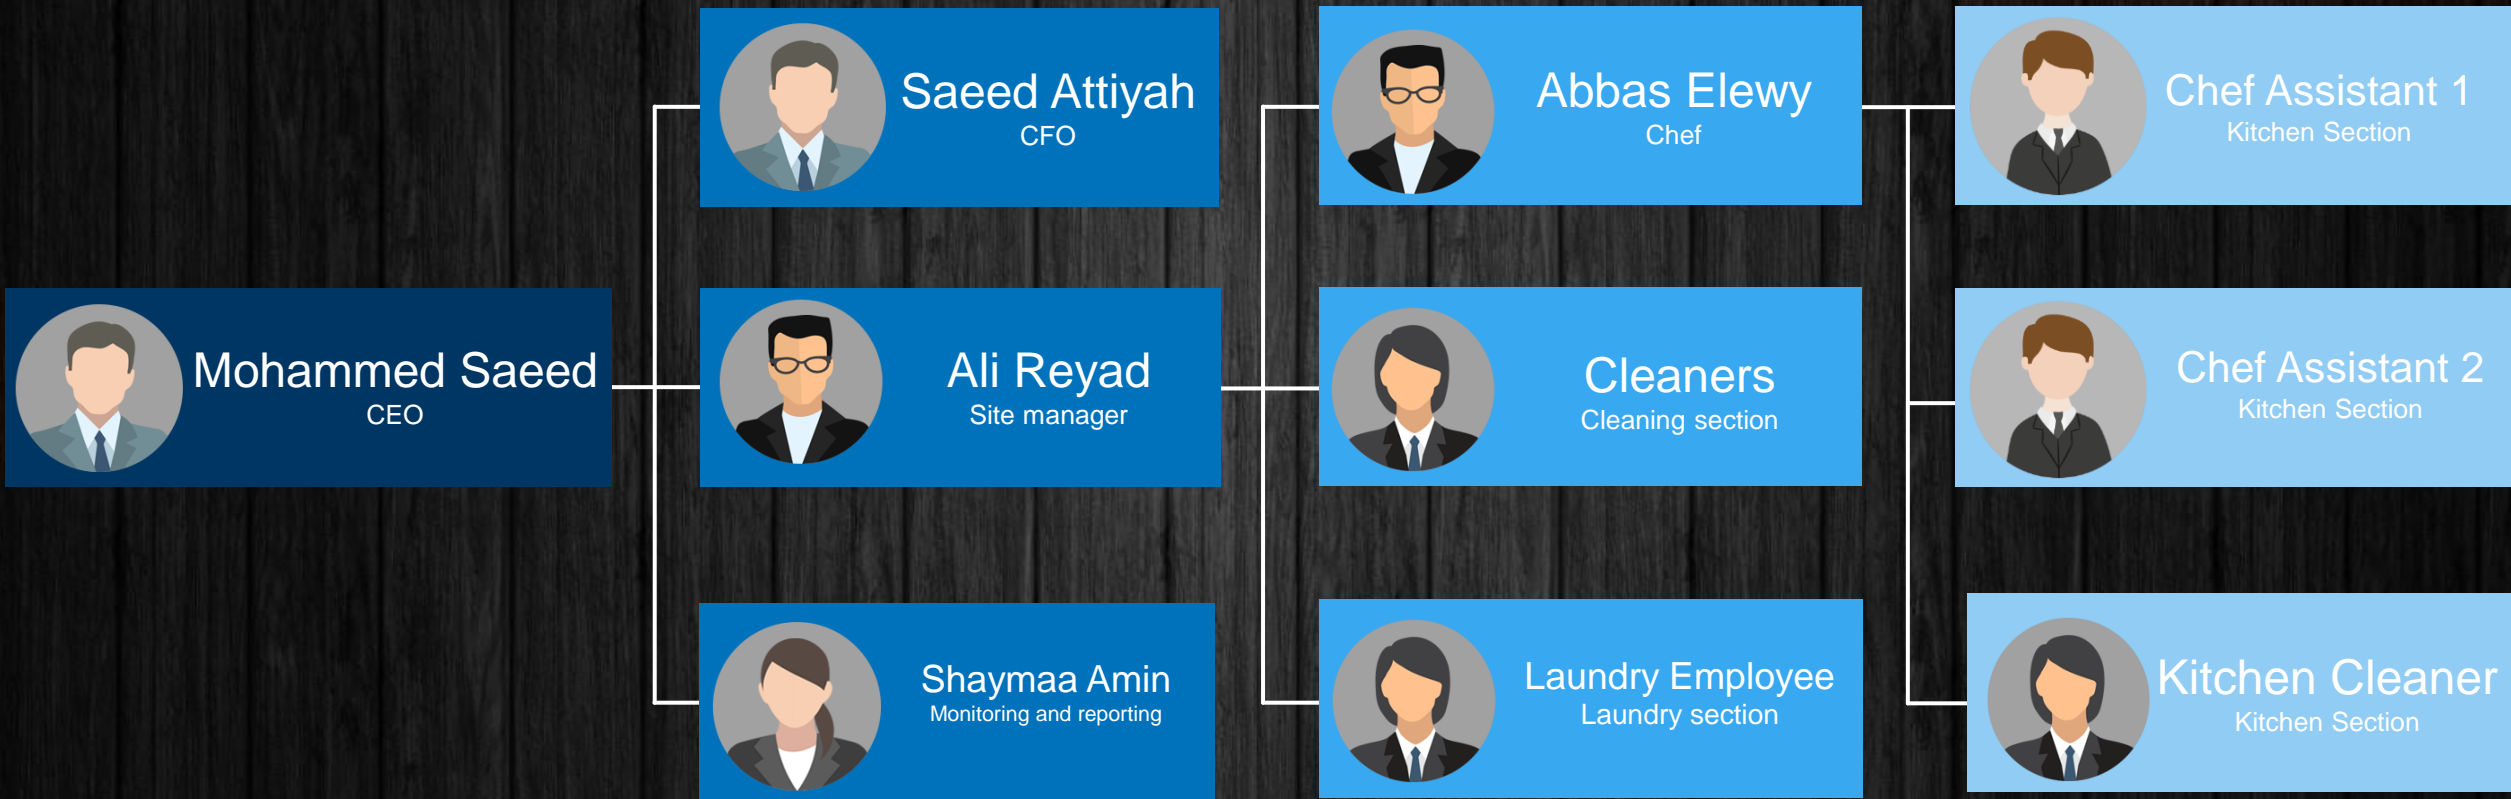 Mohammed Saeed
CEO
Saeed Attiyah
CFO
Ali Reyad
Site manager
Shaymaa Amin
Monitoring and reporting
Abbas Elewy
Chef
Cleaners
Cleaning section
Laundry Employee
Laundry section
Chef Assistant 1
Kitchen Section
Chef Assistant 2
Kitchen Section
Kitchen Cleaner
Kitchen Section